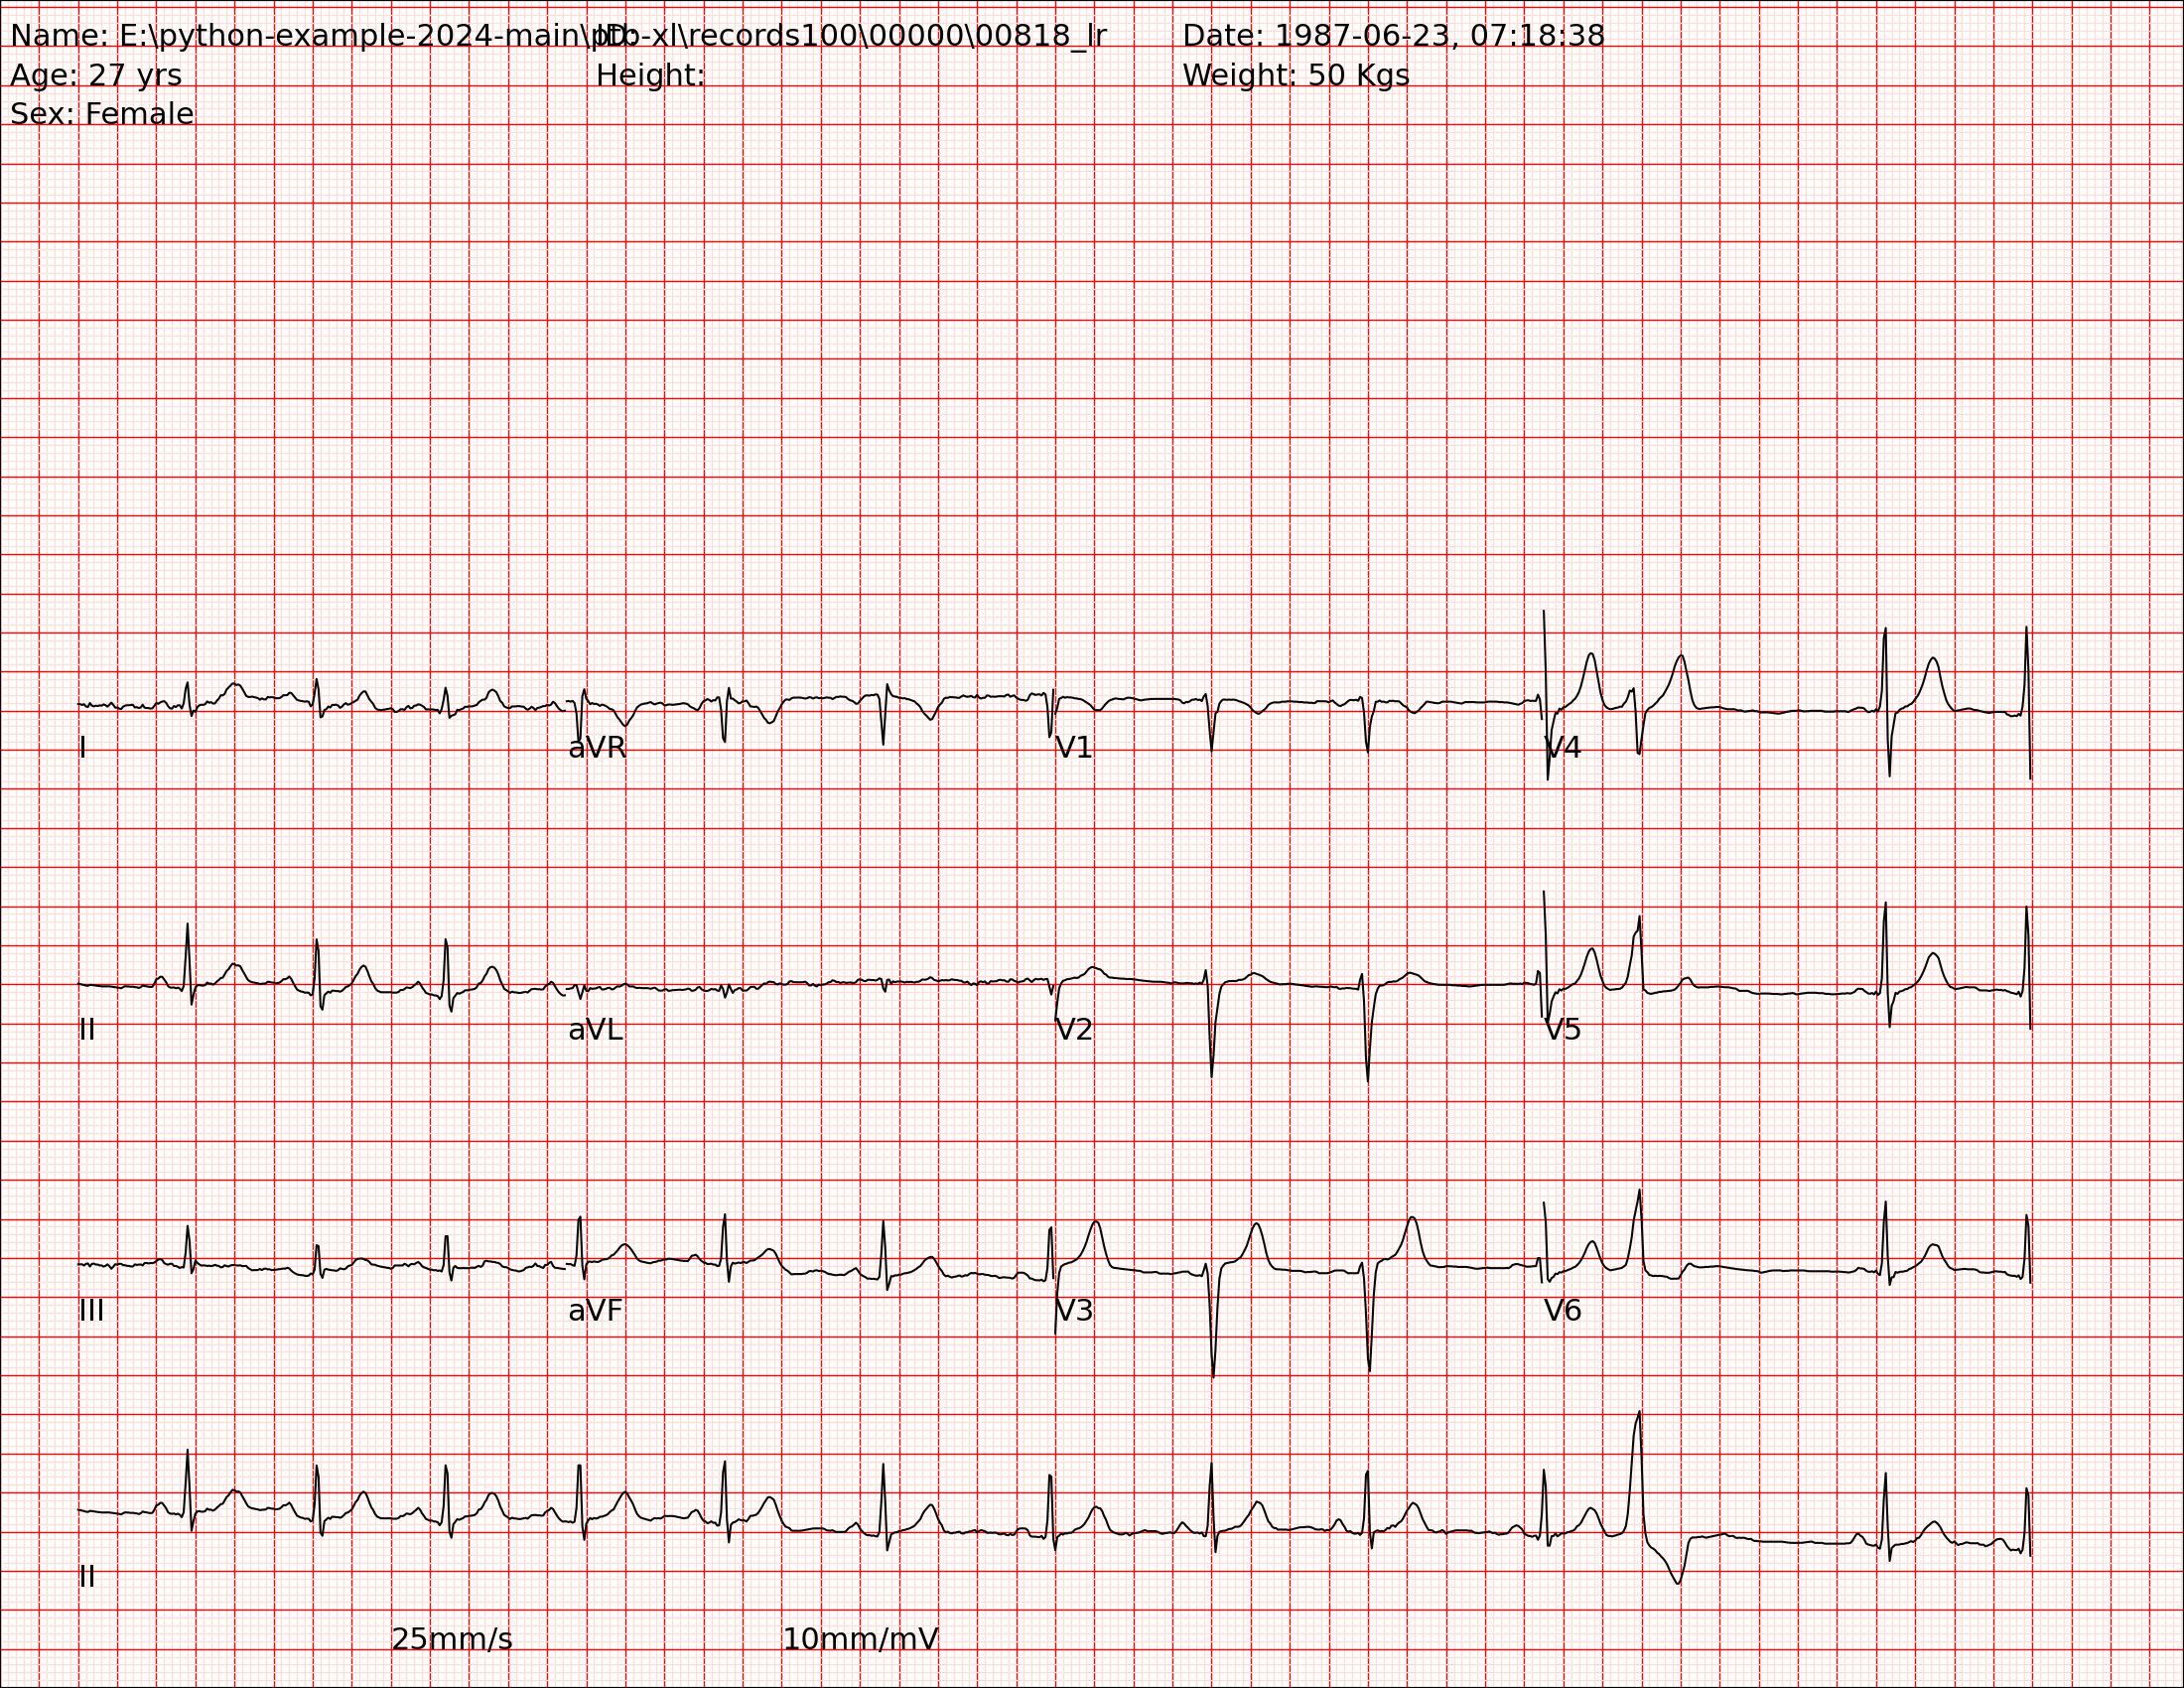 Name: E:\python-example-2024-main\ptb-xl\records100\00000\00818_lr ID: Date: 1987-06-23, 07:18:38
Age: 27 yrs Height: Weight: 50 Kgs
Sex: Female
I aVR V1 V4
II aVL V2 V5
III aVF V3 V6
II
25mm/s 10mm/mV